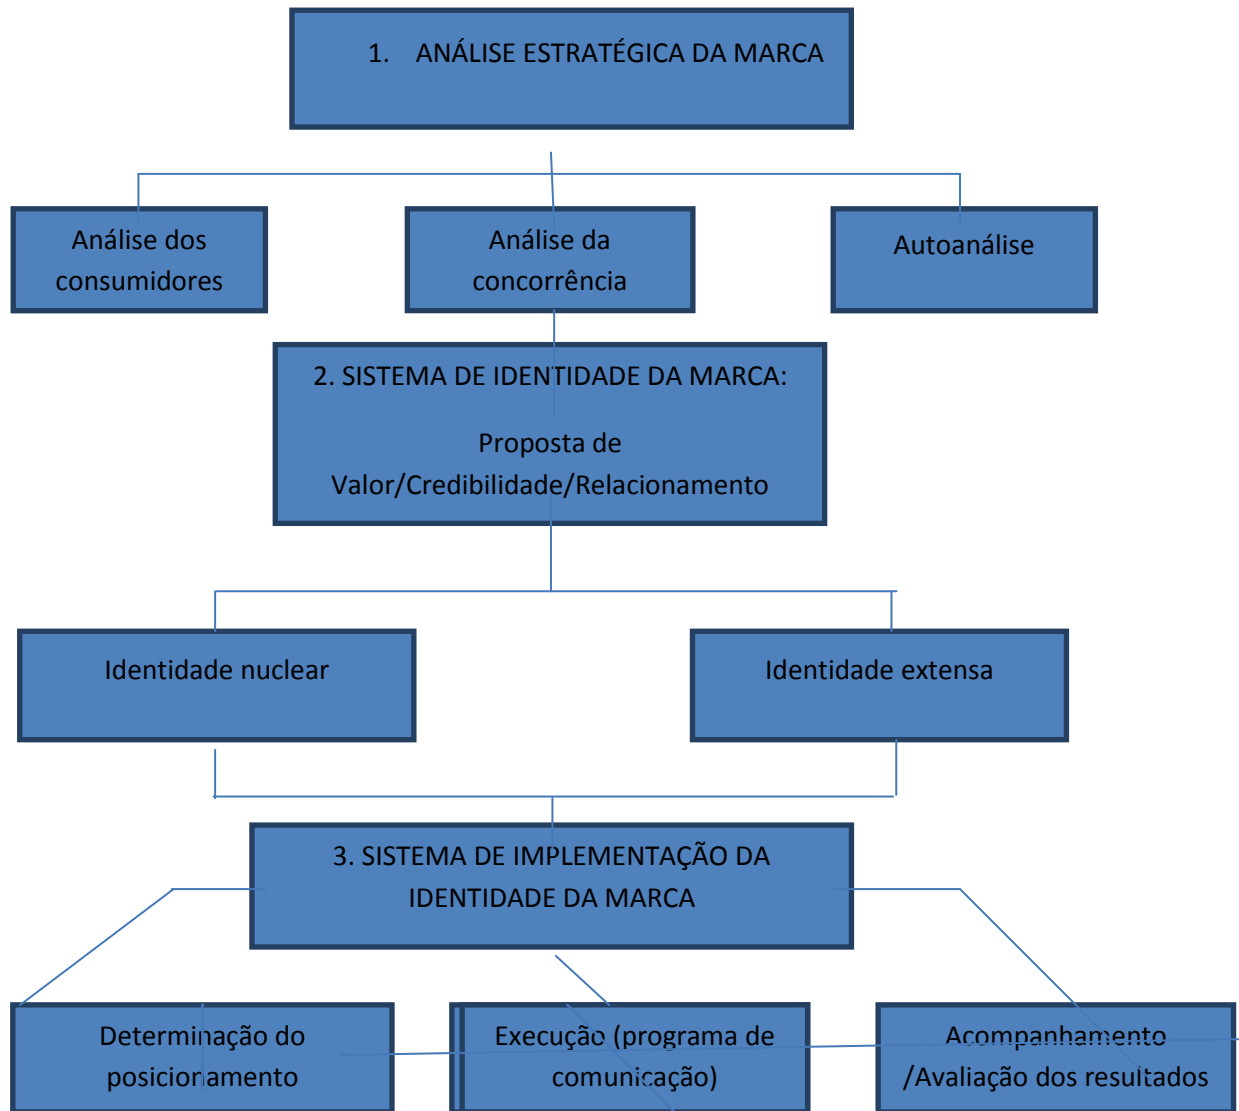 1. ANÁLISE ESTRATÉGICA DA MARCA
Análise dos
consumidores
Análise da
concorrência
Autoanálise
2. SISTEMA DE IDENTIDADE DA MARCA:
Proposta de
Valor/Credibilidade/Relacionamento
Identidade nuclear
Identidade extensa
3. SISTEMA DE IMPLEMENTAÇÃO DA
IDENTIDADE DA MARCA
Determinação do
posicionamento
Execução (programa de
comunicação)
Acompanhamento
/Avaliação dos resultados